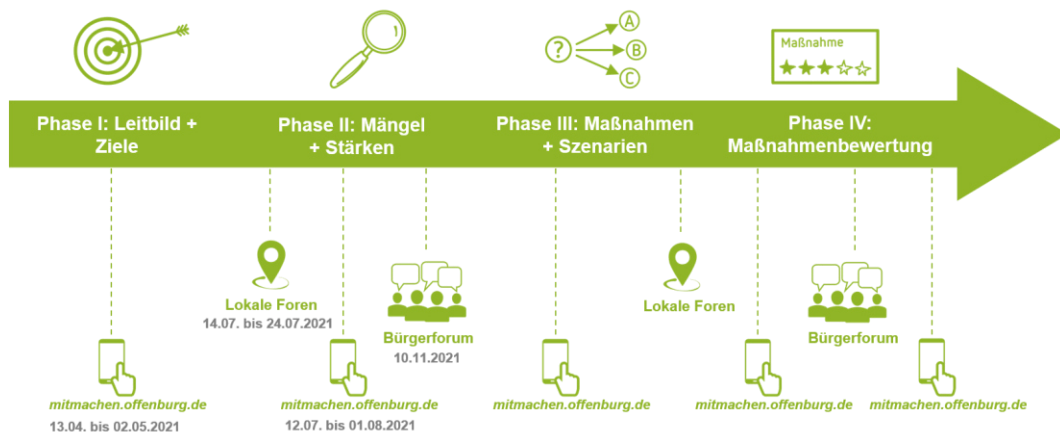 A
?
B
C
Maßnahme
Phase I: Leitbild +
Ziele
Phase II: Mängel
+ Stärken
Phase III: Maßnahmen
+ Szenarien
Phase IV:
Maßnahmenbewertung
Lokale Foren
14.07. bis 24.07.2021
Bürgerforum
10.11.2021
Lokale Foren
Bürgerforum
mitmachen.offenburg.de
13.04. bis 02.05.2021
mitmachen.offenburg.de
12.07. bis 01.08.2021
mitmachen.offenburg.de
mitmachen.offenburg.de
mitmachen.offenburg.de